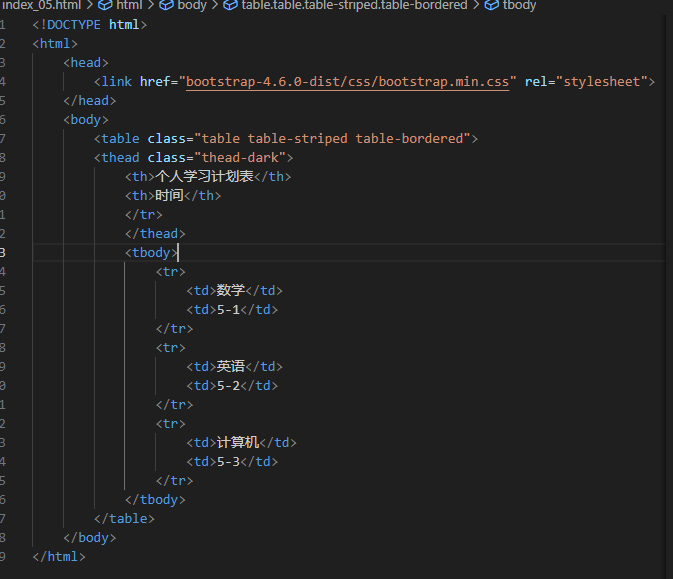 index_05.html > html > body > table.table.table-striped.table-bordered > tbody
1 <!DOCTYPE html>
2 <html>
3 <head>
4 <link href="bootstrap-4.6.0-dist/css/bootstrap.min.css" rel="stylesheet">
5 </head>
6 <body>
7 <table class="table table-striped table-bordered">
8 <thead class="thead-dark">
9 <th>个人学习计划表</th>
0 <th>时间</th>
1 </tr>
2 </thead>
3 <tbody>
4 <tr>
5 <td>数学</td>
6 <td>5-1</td>
7 </tr>
8 <tr>
9 <td>英语</td>
0 <td>5-2</td>
1 </tr>
2 <tr>
3 <td>计算机</td>
4 <td>5-3</td>
5 </tr>
6 </tbody>
7 </table>
8 </body>
9 </html>